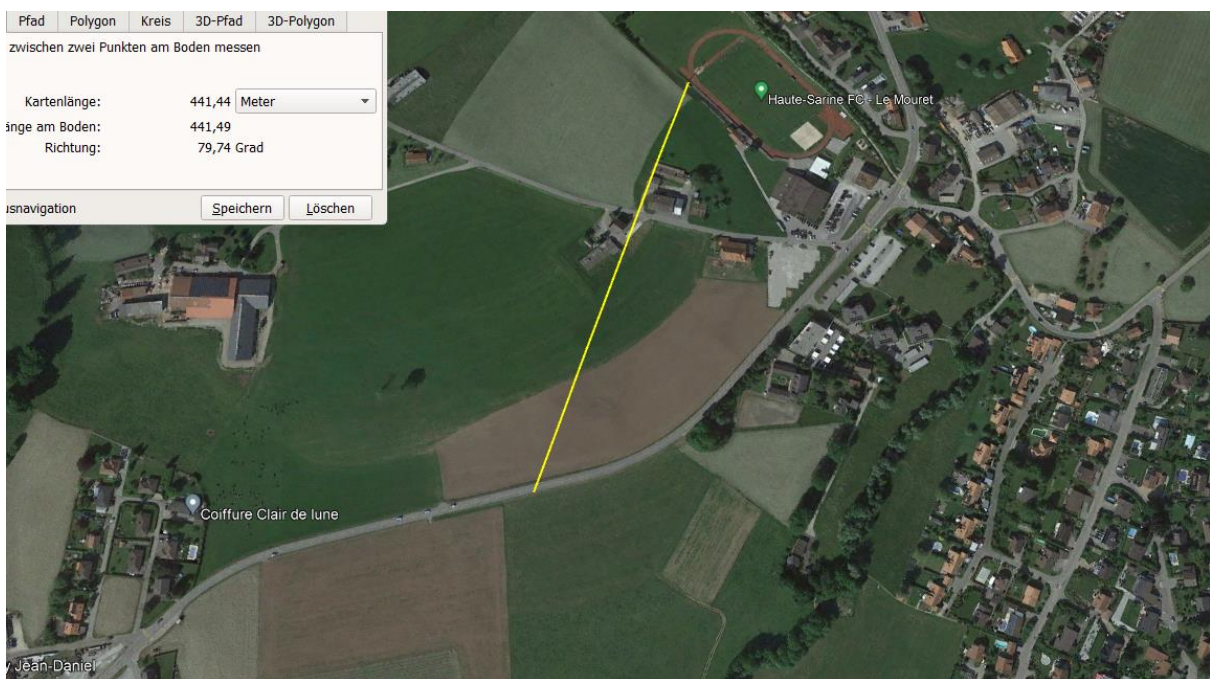 Pfad Polygon Kreis 3D-Pfad 3D-Polygon
zwischen zwei Punkten am Boden messen
Kartenlänge: 441,44 Meter
änge am Boden: 441,49
Richtung: 79,74 Grad
usnavigation Speichern Löschen
Haute-Sarine FC - Le Mouret
Coiffure Clair de lune
y Jean-Daniel